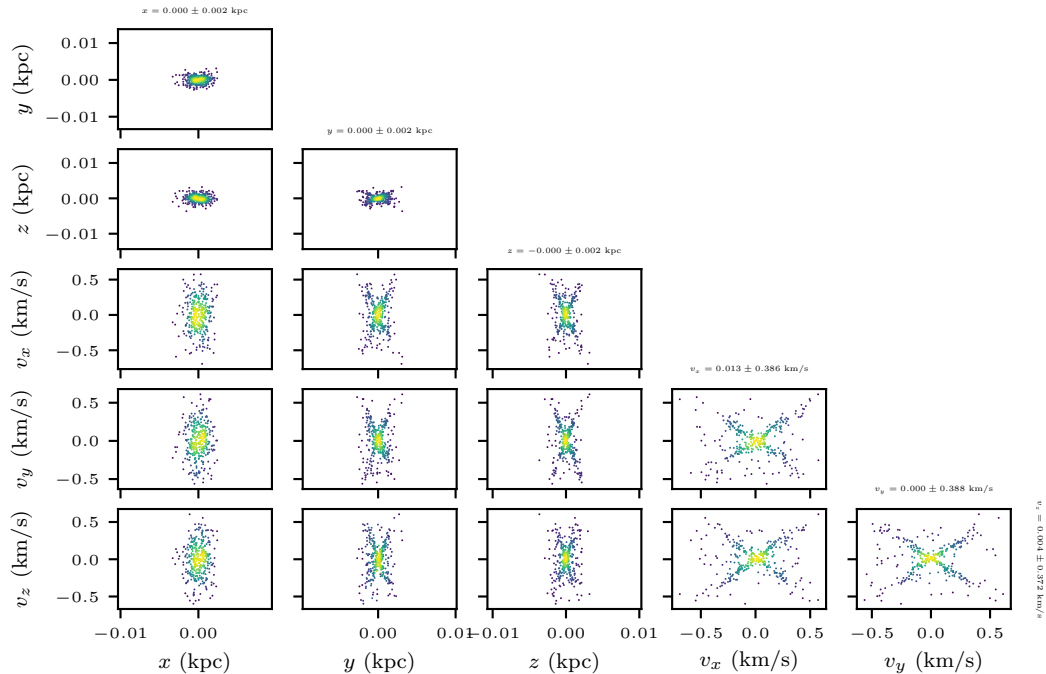 x = 0.000 ± 0.002 kpc
0.01
0.00
−0.01
y (kpc)
y = 0.000 ± 0.002 kpc
0.01
0.00
−0.01
z (kpc)
z = −0.000 ± 0.002 kpc
0.5
0.0
−0.5
v_x (km/s)
v_x = 0.013 ± 0.386 km/s
0.5
0.0
−0.5
v_y (km/s)
v_y = 0.000 ± 0.388 km/s
v_z = 0.004 ± 0.372 km/s
0.5
0.0
−0.5
v_z (km/s)
−0.01 0.00 0.00 0.01 0.00 0.01 −0.5 0.0 0.5 −0.5 0.0 0.5
x (kpc) y (kpc) z (kpc) v_x (km/s) v_y (km/s)